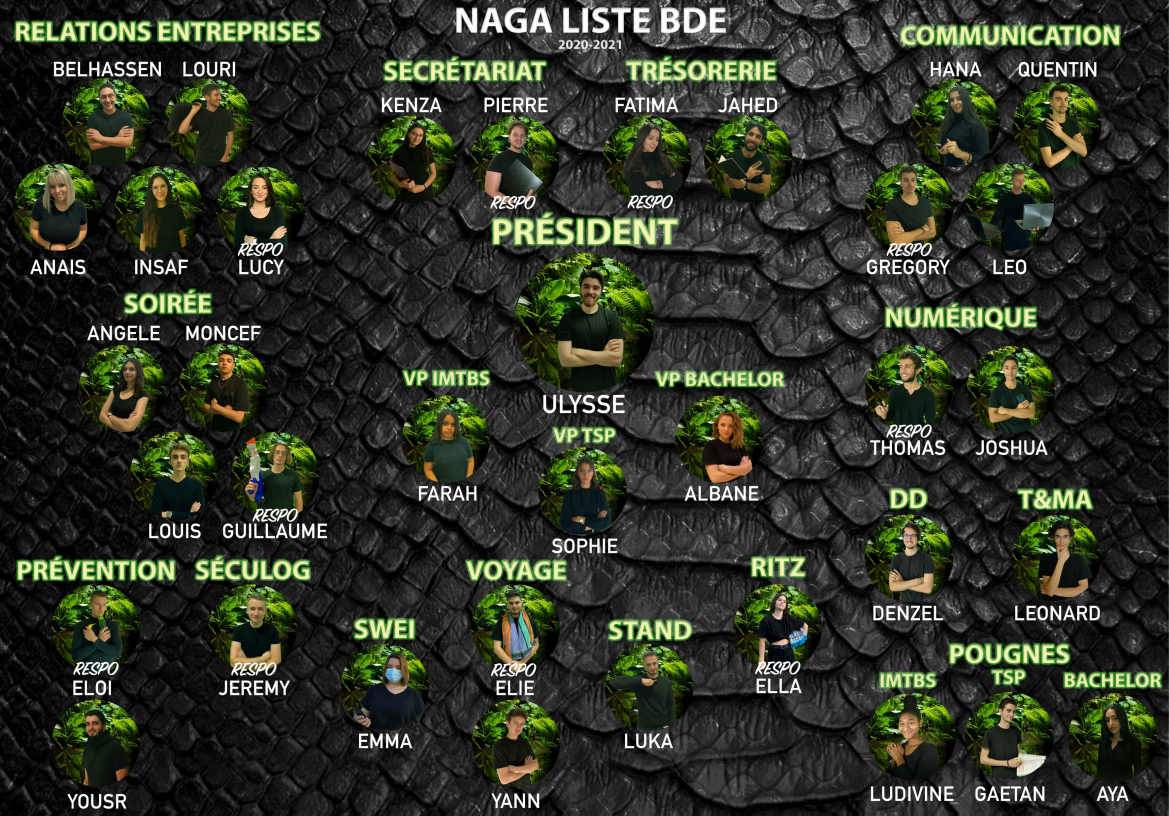 NAGA LISTE BDE
2020-2021
RELATIONS ENTREPRISES
BELHASSEN LOURI
RESPO
ANAIS INSAF LUCY
SECRÉTARIAT
KENZA PIERRE
RESPO
TRÉSORERIE
FATIMA JAHED
RESPO
COMMUNICATION
HANA QUENTIN
RESPO
GREGORY LEO
PRÉSIDENT
ULYSSE
VP IMTBS
FARAH
VP TSP
SOPHIE
VP BACHELOR
ALBANE
SOIRÉE
ANGELE MONCEF
RESPO
LOUIS GUILLAUME
NUMÉRIQUE
RESPO
THOMAS JOSHUA
DD
DENZEL
T&MA
LEONARD
PRÉVENTION
RESPO
ELOI
YOUSR
SÉCULOG
RESPO
JEREMY
SWEI
EMMA
VOYAGE
RESPO
ELIE
YANN
STAND
LUKA
RITZ
RESPO
ELLA
POUGNES
IMTBS TSP BACHELOR
LUDIVINE GAETAN AYA